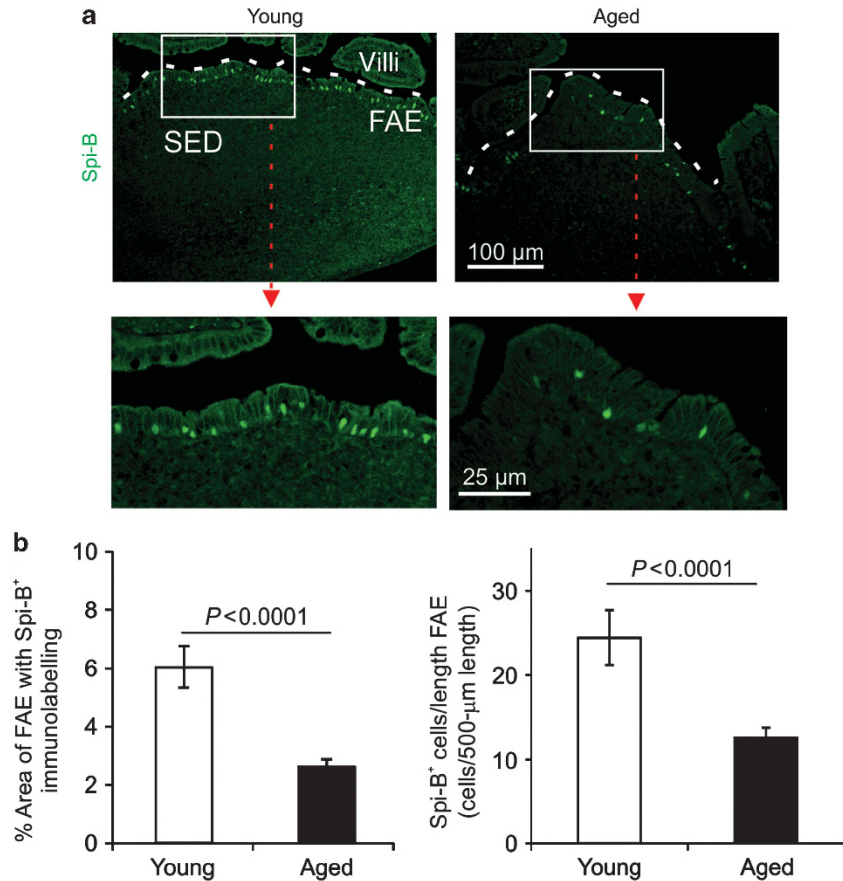 a
Young
Aged
Spi-B
Villi
FAE
SED
100 μm
25 μm
b
% Area of FAE with Spi-B+
immunolabelling
10
8
6
4
2
0
P<0.0001
Young
Aged
Spi-B+ cells/length FAE
(cells/500-μm length)
30
20
10
0
P<0.0001
Young
Aged